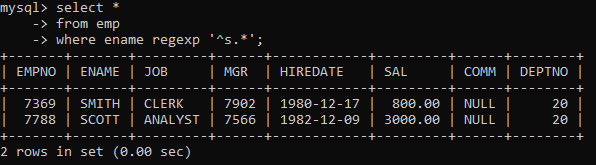 mysql> select *
    -> from emp
    -> where ename regexp '^s.*';
+-------+-------+---------+------+------------+---------+------+--------+
| EMPNO | ENAME | JOB     | MGR  | HIREDATE   | SAL     | COMM | DEPTNO |
+-------+-------+---------+------+------------+---------+------+--------+
|  7369 | SMITH | CLERK   | 7902 | 1980-12-17 |  800.00 | NULL |     20 |
|  7788 | SCOTT | ANALYST | 7566 | 1982-12-09 | 3000.00 | NULL |     20 |
+-------+-------+---------+------+------------+---------+------+--------+
2 rows in set (0.00 sec)